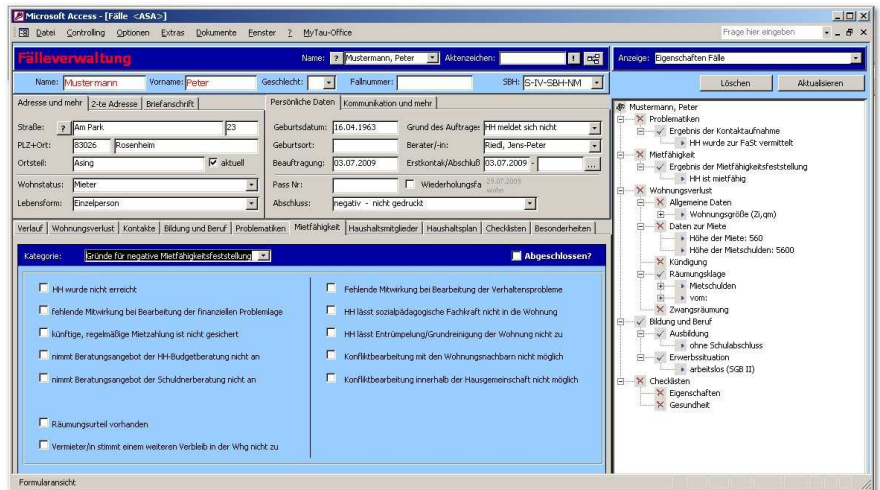 Microsoft Access - [Fälle <ASA>]
Datei Controlling Optionen Extras Dokumente Fenster ? MyTau-Office Frage hier eingeben
Fälleverwaltung Name: ? Mustermann, Peter Aktenzeichen: ! Anzeige: Eigenschaften Fälle
Name: Mustermann Vorname: Peter Geschlecht: Fallnummer: SBH: S-IV-SBH-NM
Löschen Aktualisieren
Adresse und mehr 2-te Adresse Briefanschrift
Straße: ? Am Park 23
PLZ+Ort: 83026 Rosenheim
Ortsteil: Asing aktuell
Wohnstatus: Mieter
Lebensform: Einzelperson
Persönliche Daten Kommunikation und mehr
Geburtsdatum: 16.04.1963 Grund des Auftrages HH meldet sich nicht
Geburtsort: Berater/-in: Riedl, Jens-Peter
Beauftragung: 03.07.2009 Erstkontak/Abschluß 03.07.2009 - ...
Pass Nr: Wiederholungsfa 29.07.2009
wohn
Abschluss: negativ - nicht gedruckt
Verlauf Wohnungsverlust Kontakte Bildung und Beruf Problematiken Mietfähigkeit Haushaltsmitglieder Haushaltsplan Checklisten Besonderheiten
Kategorie: Gründe für negative Mietfähigkeitsfeststellung Abgeschlossen?
HH wurde nicht erreicht
fehlende Mitwirkung bei Bearbeitung der finanziellen Problemlage
künftige, regelmäßige Mietzahlung ist nicht gesichert
nimmt Beratungsangebot der HH-Budgetberatung nicht an
nimmt Beratungsangebot der Schuldnerberatung nicht an
Räumungsurteil vorhanden
Vermieter/in stimmt einem weiteren Verbleib in der Whg nicht zu
Fehlende Mitwirkung bei Bearbeitung der Verhaltensprobleme
HH lässt sozialpädagogische Fachkraft nicht in die Wohnung
HH lässt Entrümpelung/Grundreinigung der Wohnung nicht zu
Konfliktbearbeitung mit den Wohnungsnachbarn nicht möglich
Konfliktbearbeitung innerhalb der Hausgemeinschaft nicht möglich
Mustermann, Peter
Problematiken
Ergebnis der Kontaktaufnahme
HH wurde zur FaSt vermittelt
Mietfähigkeit
Ergebnis der Mietfähigkeitsfeststellung
HH ist mietfähig
Wohnungsverlust
Allgemeine Daten
Wohnungsgröße (Zi,qm)
Daten zur Miete
Höhe der Miete: 560
Höhe der Mietschulden: 5600
Kündigung
Räumungsklage
Mietschulden
vom:
Zwangsräumung
Bildung und Beruf
Ausbildung
ohne Schulabschluss
Erwerbssituation
arbeitslos (SGB II)
Checklisten
Eigenschaften
Gesundheit
Formularansicht